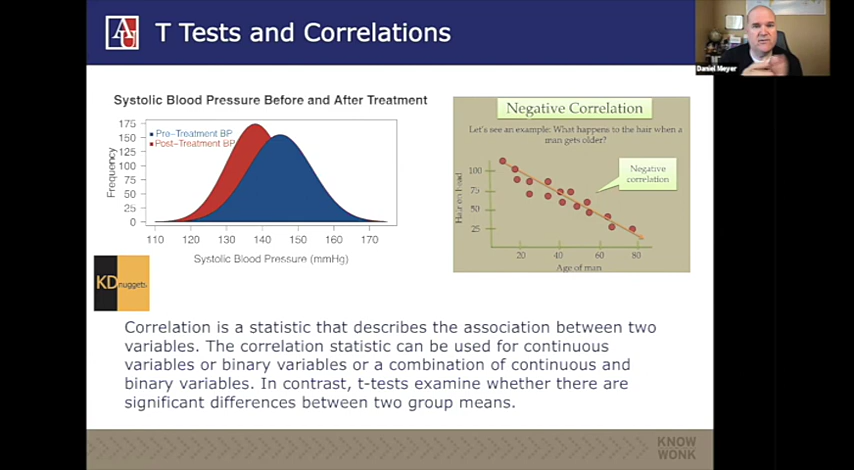 AU
T Tests and Correlations
Daniel Meyer
Systolic Blood Pressure Before and After Treatment
Pre-Treatment BP
Post-Treatment BP
Frequency
175
150
125
100
75
50
25
0
110 120 130 140 150 160 170
Systolic Blood Pressure (mmHg)
Negative Correlation
Let's see an example: What happens to the hair when a
man gets older?
Negative
correlation
Hair on head
100
75
50
25
20 40 60 80
Age of man
KD nuggets.
Correlation is a statistic that describes the association between two
variables. The correlation statistic can be used for continuous
variables or binary variables or a combination of continuous and
binary variables. In contrast, t-tests examine whether there are
significant differences between two group means.
KNOW
WONK